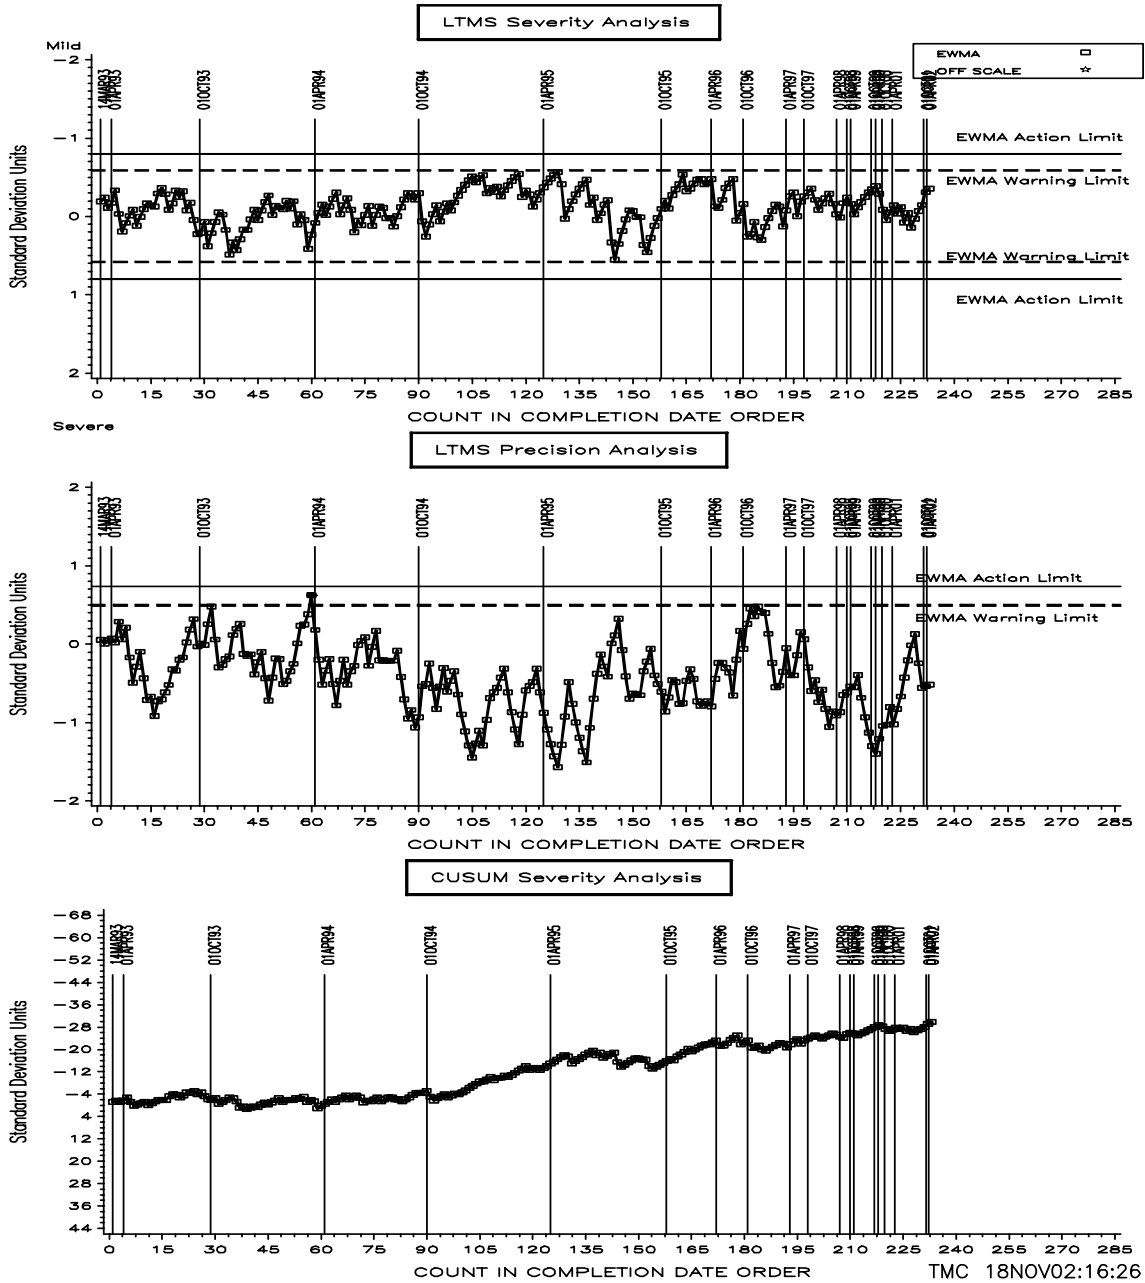 LTMS Severity Analysis
Mild
EWMA
OFF SCALE
Standard Deviation Units
-2
-1
0
1
2
14MAR93
01APR93
01OCT93
01APR94
01OCT94
01APR95
01OCT95
01APR96
01OCT96
01APR97
01OCT97
01APR98
01APR99
01APR01
01APR02
EWMA Action Limit
EWMA Warning Limit
EWMA Warning Limit
EWMA Action Limit
0 15 30 45 60 75 90 105 120 135 150 165 180 195 210 225 240 255 270 285
COUNT IN COMPLETION DATE ORDER
Severe
LTMS Precision Analysis
Standard Deviation Units
2
1
0
-1
-2
14MAR93
01APR93
01OCT93
01APR94
01OCT94
01APR95
01OCT95
01APR96
01OCT96
01APR97
01OCT97
01APR98
01APR99
01APR01
01APR02
EWMA Action Limit
EWMA Warning Limit
0 15 30 45 60 75 90 105 120 135 150 165 180 195 210 225 240 255 270 285
COUNT IN COMPLETION DATE ORDER
CUSUM Severity Analysis
Standard Deviation Units
-68
-60
-52
-44
-36
-28
-20
-12
-4
4
12
20
28
36
44
14MAR93
01APR93
01OCT93
01APR94
01OCT94
01APR95
01OCT95
01APR96
01OCT96
01APR97
01OCT97
01APR98
01APR99
01APR01
01APR02
0 15 30 45 60 75 90 105 120 135 150 165 180 195 210 225 240 255 270 285
COUNT IN COMPLETION DATE ORDER
TMC 18NOV02:16:26